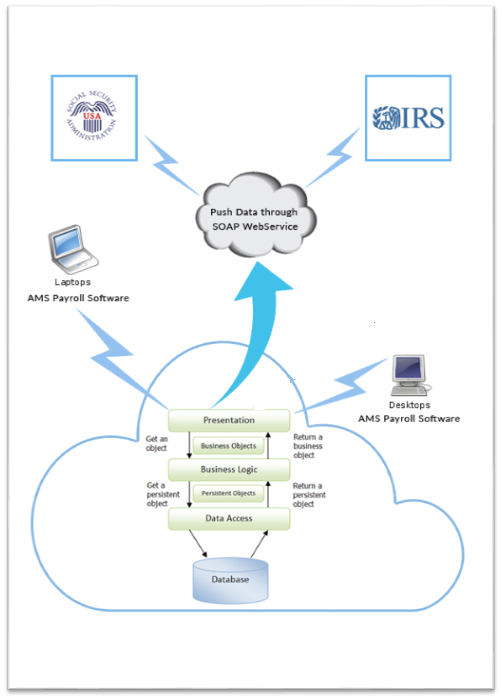 SOCIAL SECURITY
USA
ADMINISTRATION
IRS
Push Data through
SOAP WebService
Laptops
AMS Payroll Software
Desktops
AMS Payroll Software
Presentation
Get an
object
Business Objects
Return a
business
object
Business Logic
Get a
persistent
object
Persistent Objects
Return a
persistent
object
Data Access
Database